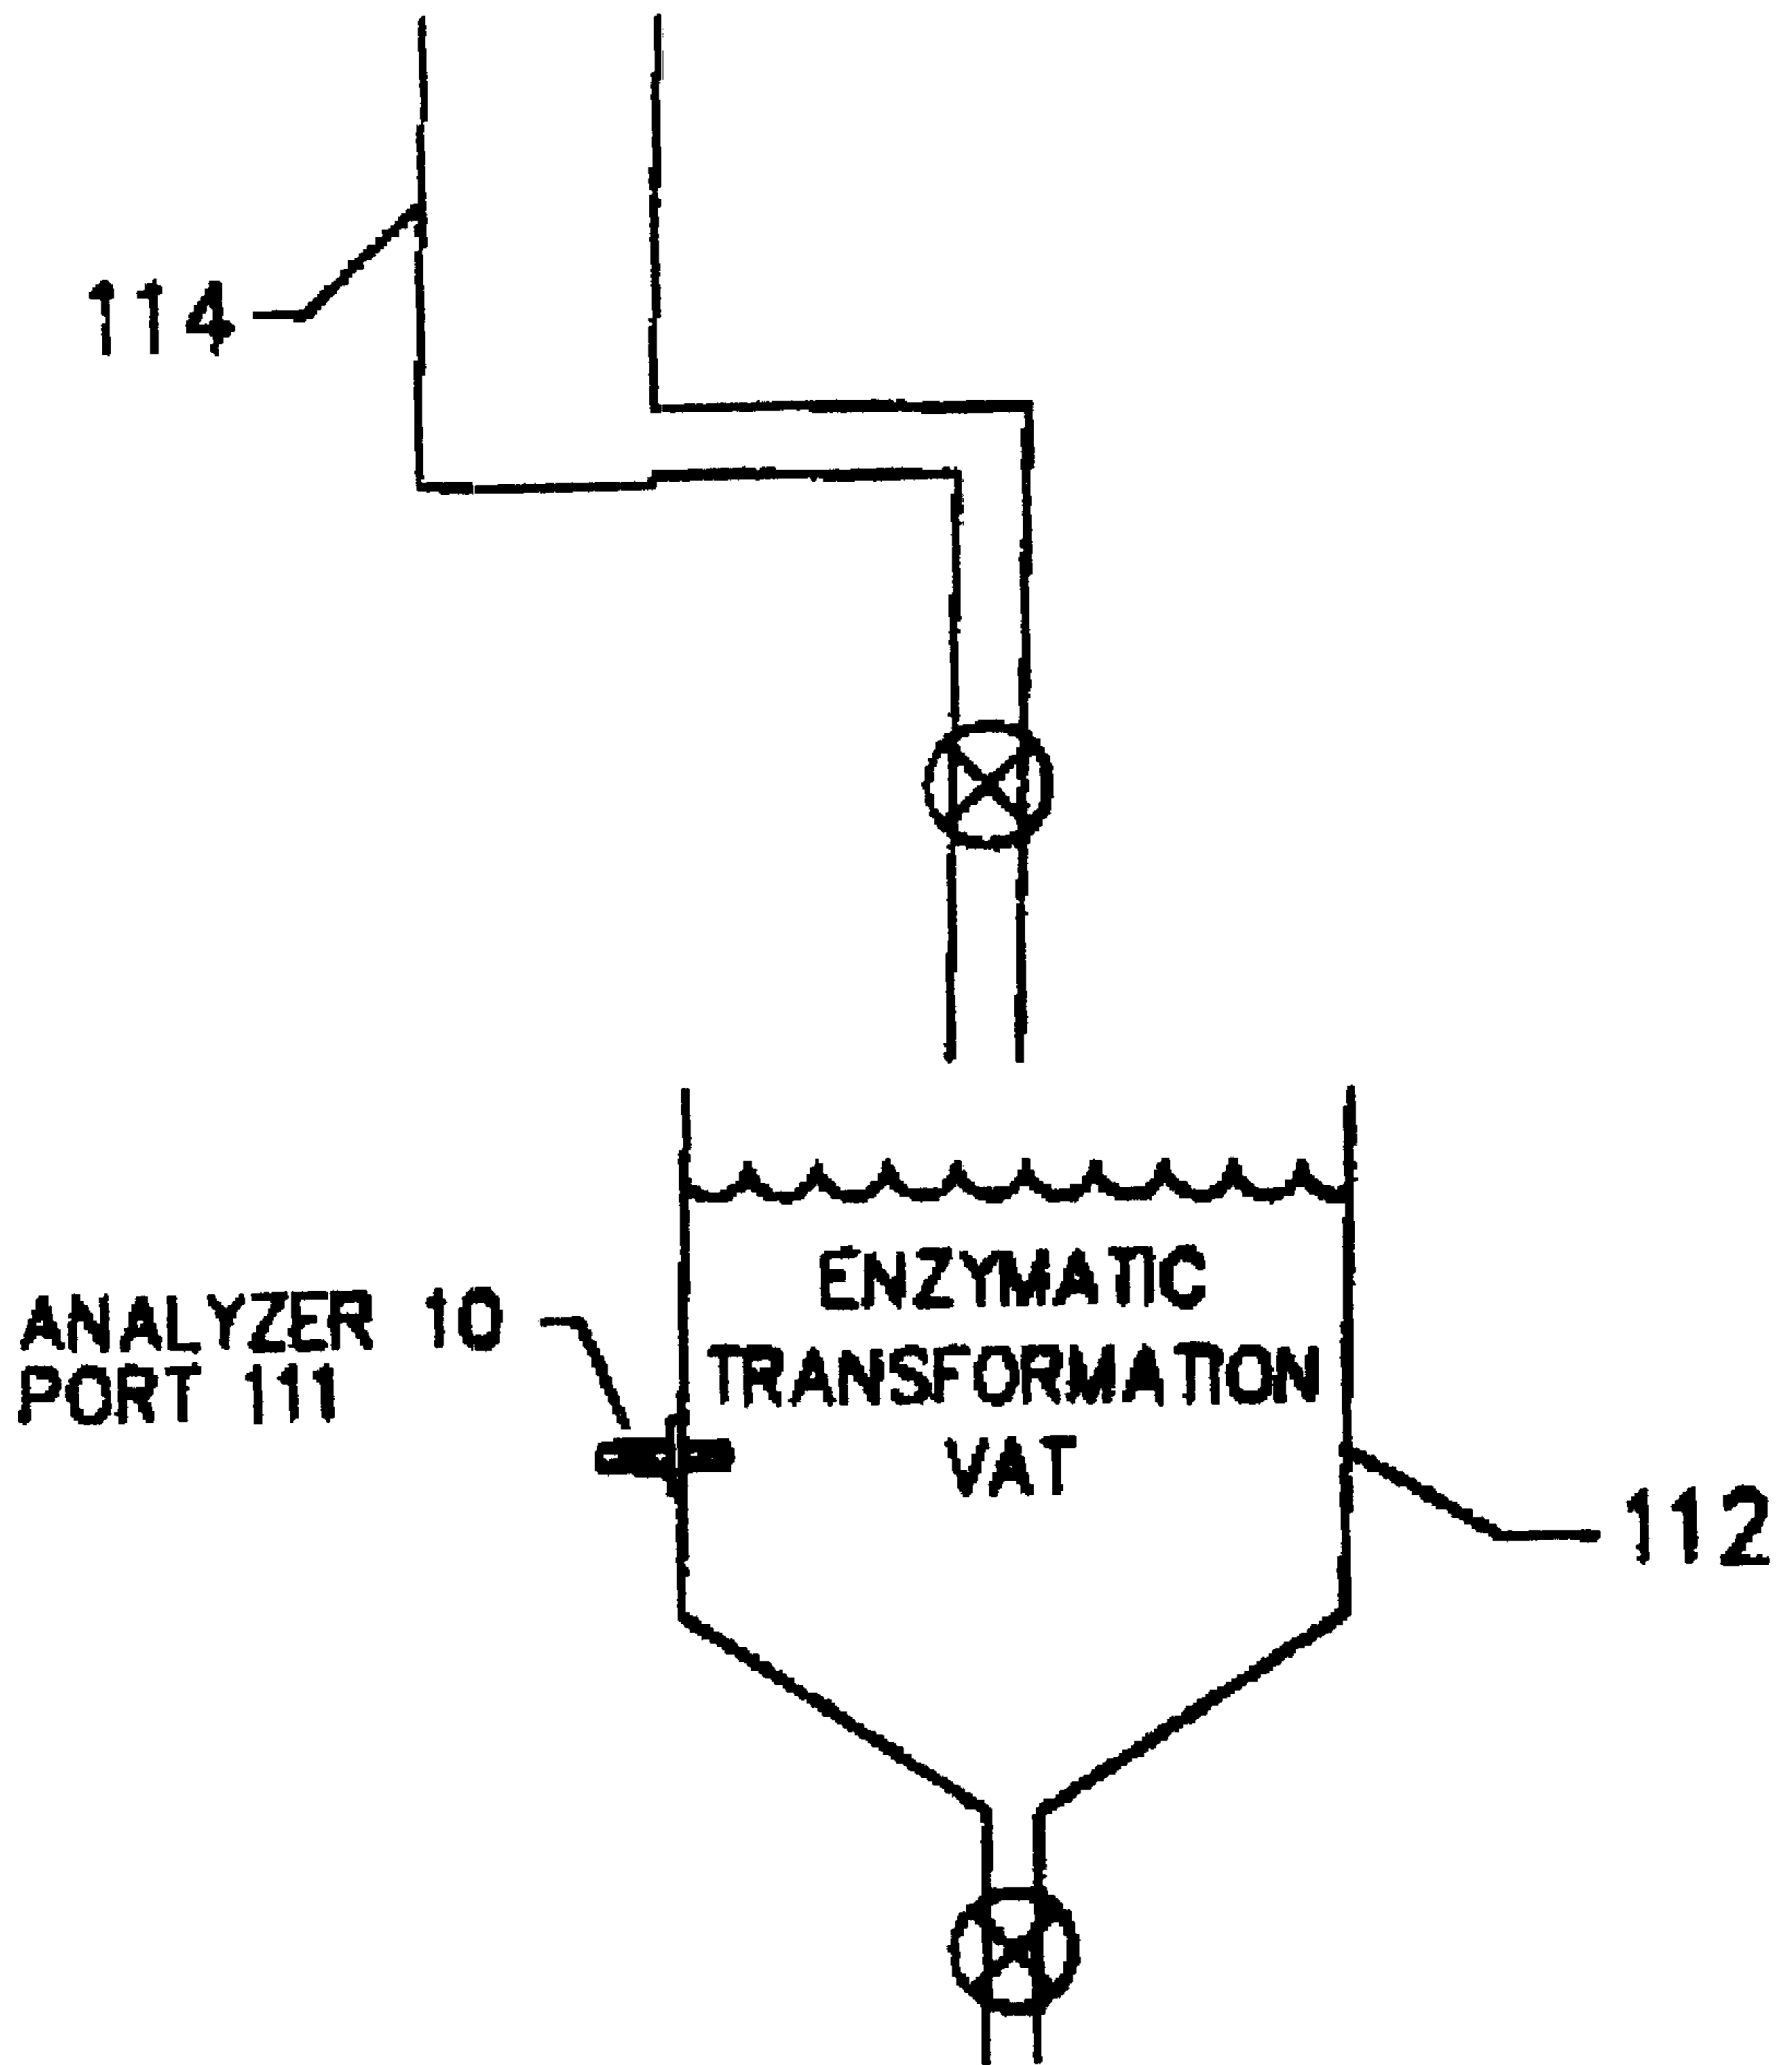 114
ENZYMATIC
TRANSFORMATION
VAT
ANALYZER 10
PORT 111
112